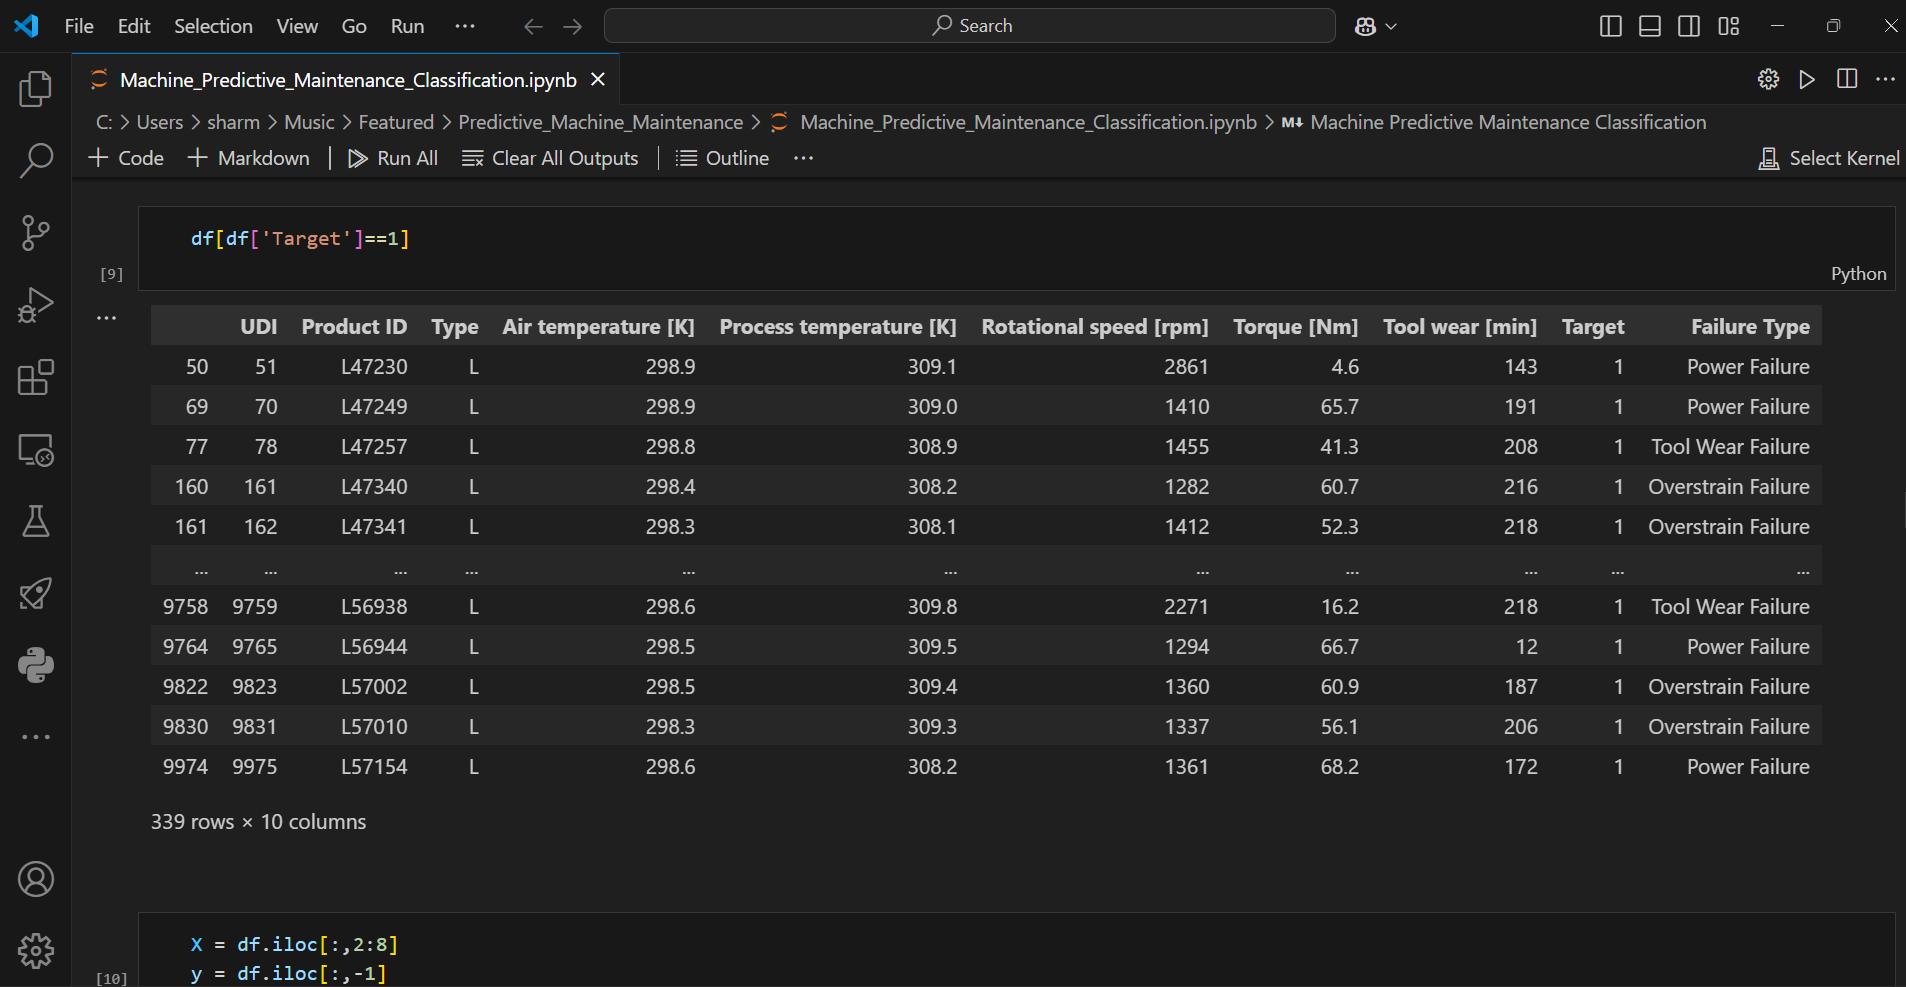 File Edit Selection View Go Run ··· Search
Machine_Predictive_Maintenance_Classification.ipynb
C: > Users > sharm > Music > Featured > Predictive_Machine_Maintenance > Machine_Predictive_Maintenance_Classification.ipynb > M↓ Machine Predictive Maintenance Classification
+ Code + Markdown | Run All Clear All Outputs | Outline ··· Select Kernel
df[df['Target']==1]
[9] Python
UDI Product ID Type Air temperature [K] Process temperature [K] Rotational speed [rpm] Torque [Nm] Tool wear [min] Target Failure Type
50 51 L47230 L 298.9 309.1 2861 4.6 143 1 Power Failure
69 70 L47249 L 298.9 309.0 1410 65.7 191 1 Power Failure
77 78 L47257 L 298.8 308.9 1455 41.3 208 1 Tool Wear Failure
160 161 L47340 L 298.4 308.2 1282 60.7 216 1 Overstrain Failure
161 162 L47341 L 298.3 308.1 1412 52.3 218 1 Overstrain Failure
... ... ... ... ... ... ... ... ... ... ...
9758 9759 L56938 L 298.6 309.8 2271 16.2 218 1 Tool Wear Failure
9764 9765 L56944 L 298.5 309.5 1294 66.7 12 1 Power Failure
9822 9823 L57002 L 298.5 309.4 1360 60.9 187 1 Overstrain Failure
9830 9831 L57010 L 298.3 309.3 1337 56.1 206 1 Overstrain Failure
9974 9975 L57154 L 298.6 308.2 1361 68.2 172 1 Power Failure
339 rows × 10 columns
X = df.iloc[:,2:8]
y = df.iloc[:,-1]
[10]